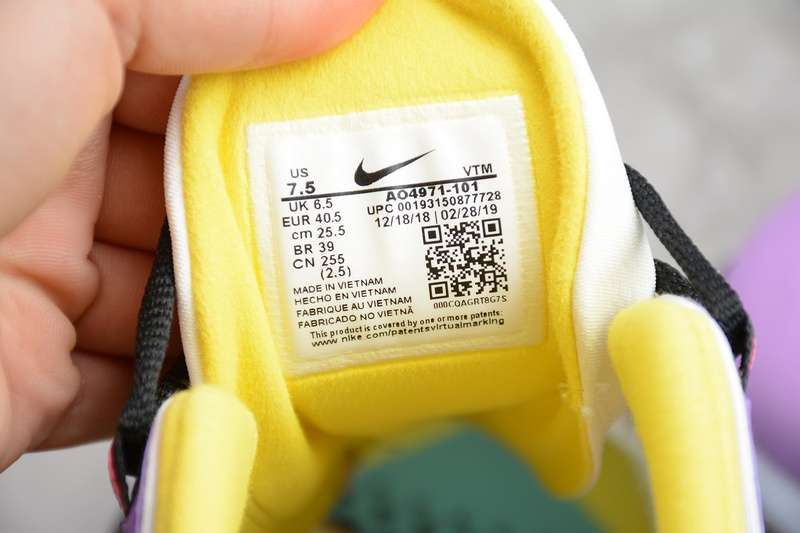 US VTM
7.5 AO4971-101
UK 6.5 UPC 00193150877728
EUR 40.5 12/18/18 | 02/28/19
cm 25.5
BR 39
CN 255
(2.5)
000CQAGRT8G7S
MADE IN VIETNAM
HECHO EN VIETNAM
FABRIQUE AU VIETNAM
FABRICADO NO VIETNÃ
This product is covered by one or more patents:
www.nike.com/patentsvirtualmarking